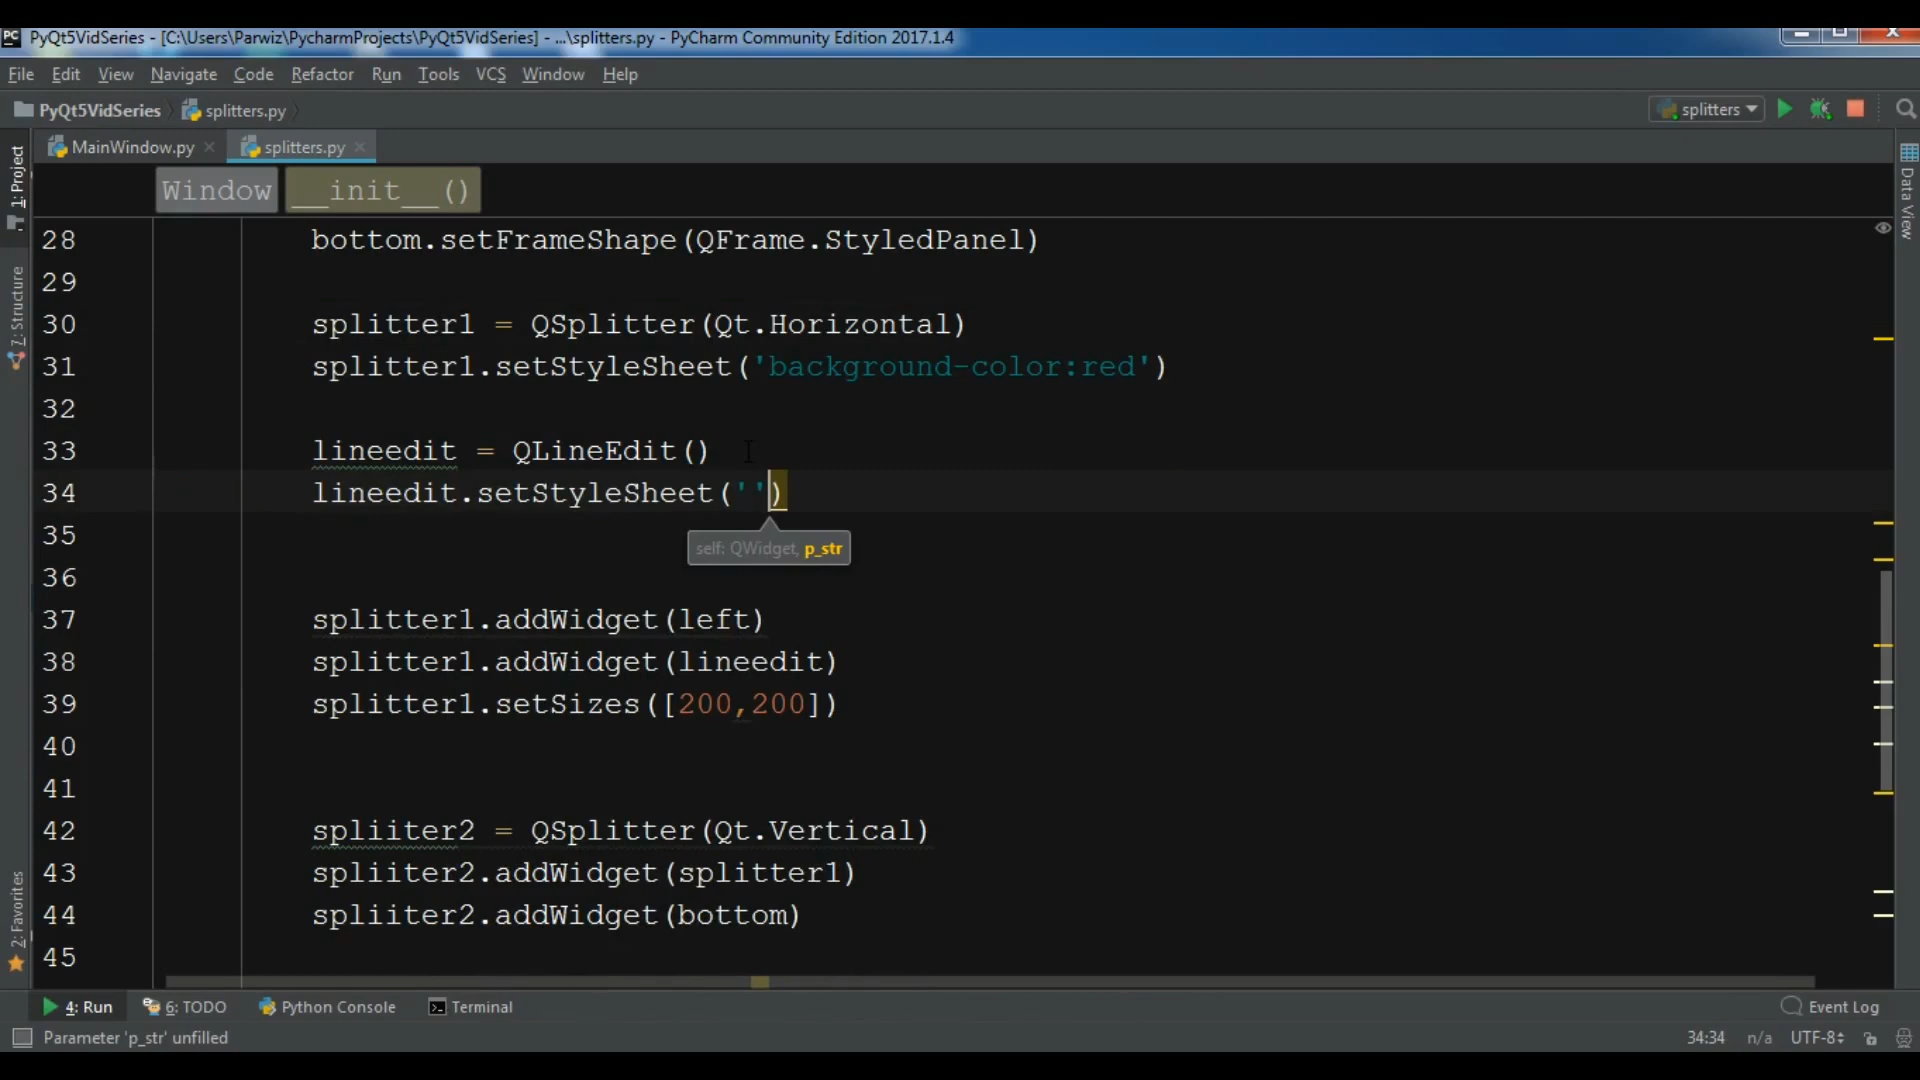 PyQt5VidSeries - [C:\Users\Parwiz\PycharmProjects\PyQt5VidSeries] - ...\splitters.py - PyCharm Community Edition 2017.1.4
File Edit View Navigate Code Refactor Run Tools VCS Window Help
PyQt5VidSeries splitters.py splitters
MainWindow.py splitters.py
Window __init__()
1: Project
7: Structure
2: Favorites
Data View
28 bottom.setFrameShape(QFrame.StyledPanel)
29
30 splitter1 = QSplitter(Qt.Horizontal)
31 splitter1.setStyleSheet('background-color:red')
32
33 lineedit = QLineEdit()
34 lineedit.setStyleSheet('')
35
self: QWidget, p_str
36
37 splitter1.addWidget(left)
38 splitter1.addWidget(lineedit)
39 splitter1.setSizes([200,200])
40
41
42 spliiter2 = QSplitter(Qt.Vertical)
43 spliiter2.addWidget(splitter1)
44 spliiter2.addWidget(bottom)
45
4: Run 6: TODO Python Console Terminal Event Log
Parameter 'p_str' unfilled 34:34 n/a UTF-8